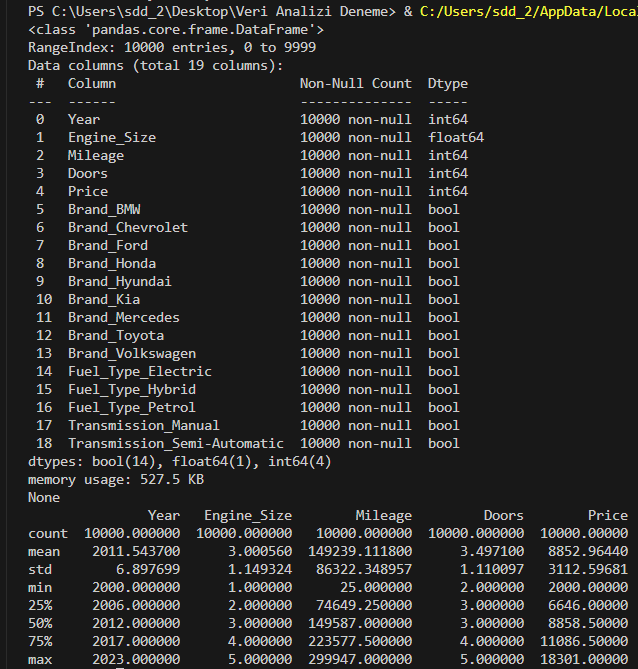 PS C:\Users\sdd_2\Desktop\Veri Analizi Deneme> & C:/Users/sdd_2/AppData/Loca
<class 'pandas.core.frame.DataFrame'>
RangeIndex: 10000 entries, 0 to 9999
Data columns (total 19 columns):
 #   Column                       Non-Null Count  Dtype
---  ------                       --------------  -----
 0   Year                         10000 non-null  int64
 1   Engine_Size                  10000 non-null  float64
 2   Mileage                      10000 non-null  int64
 3   Doors                        10000 non-null  int64
 4   Price                        10000 non-null  int64
 5   Brand_BMW                    10000 non-null  bool
 6   Brand_Chevrolet              10000 non-null  bool
 7   Brand_Ford                   10000 non-null  bool
 8   Brand_Honda                  10000 non-null  bool
 9   Brand_Hyundai                10000 non-null  bool
 10  Brand_Kia                    10000 non-null  bool
 11  Brand_Mercedes               10000 non-null  bool
 12  Brand_Toyota                 10000 non-null  bool
 13  Brand_Volkswagen             10000 non-null  bool
 14  Fuel_Type_Electric           10000 non-null  bool
 15  Fuel_Type_Hybrid             10000 non-null  bool
 16  Fuel_Type_Petrol             10000 non-null  bool
 17  Transmission_Manual          10000 non-null  bool
 18  Transmission_Semi-Automatic  10000 non-null  bool
dtypes: bool(14), float64(1), int64(4)
memory usage: 527.5 KB
None
               Year   Engine_Size        Mileage         Doors        Price
count  10000.000000  10000.000000   10000.000000  10000.000000  10000.00000
mean    2011.543700      3.000560  149239.111800      3.497100   8852.96440
std        6.897699      1.149324   86322.348957      1.110097   3112.59681
min     2000.000000      1.000000      25.000000      2.000000   2000.00000
25%     2006.000000      2.000000   74649.250000      3.000000   6646.00000
50%     2012.000000      3.000000  149587.000000      3.000000   8858.50000
75%     2017.000000      4.000000  223577.500000      4.000000  11086.50000
max     2023.000000      5.000000  299947.000000      5.000000  18301.00000